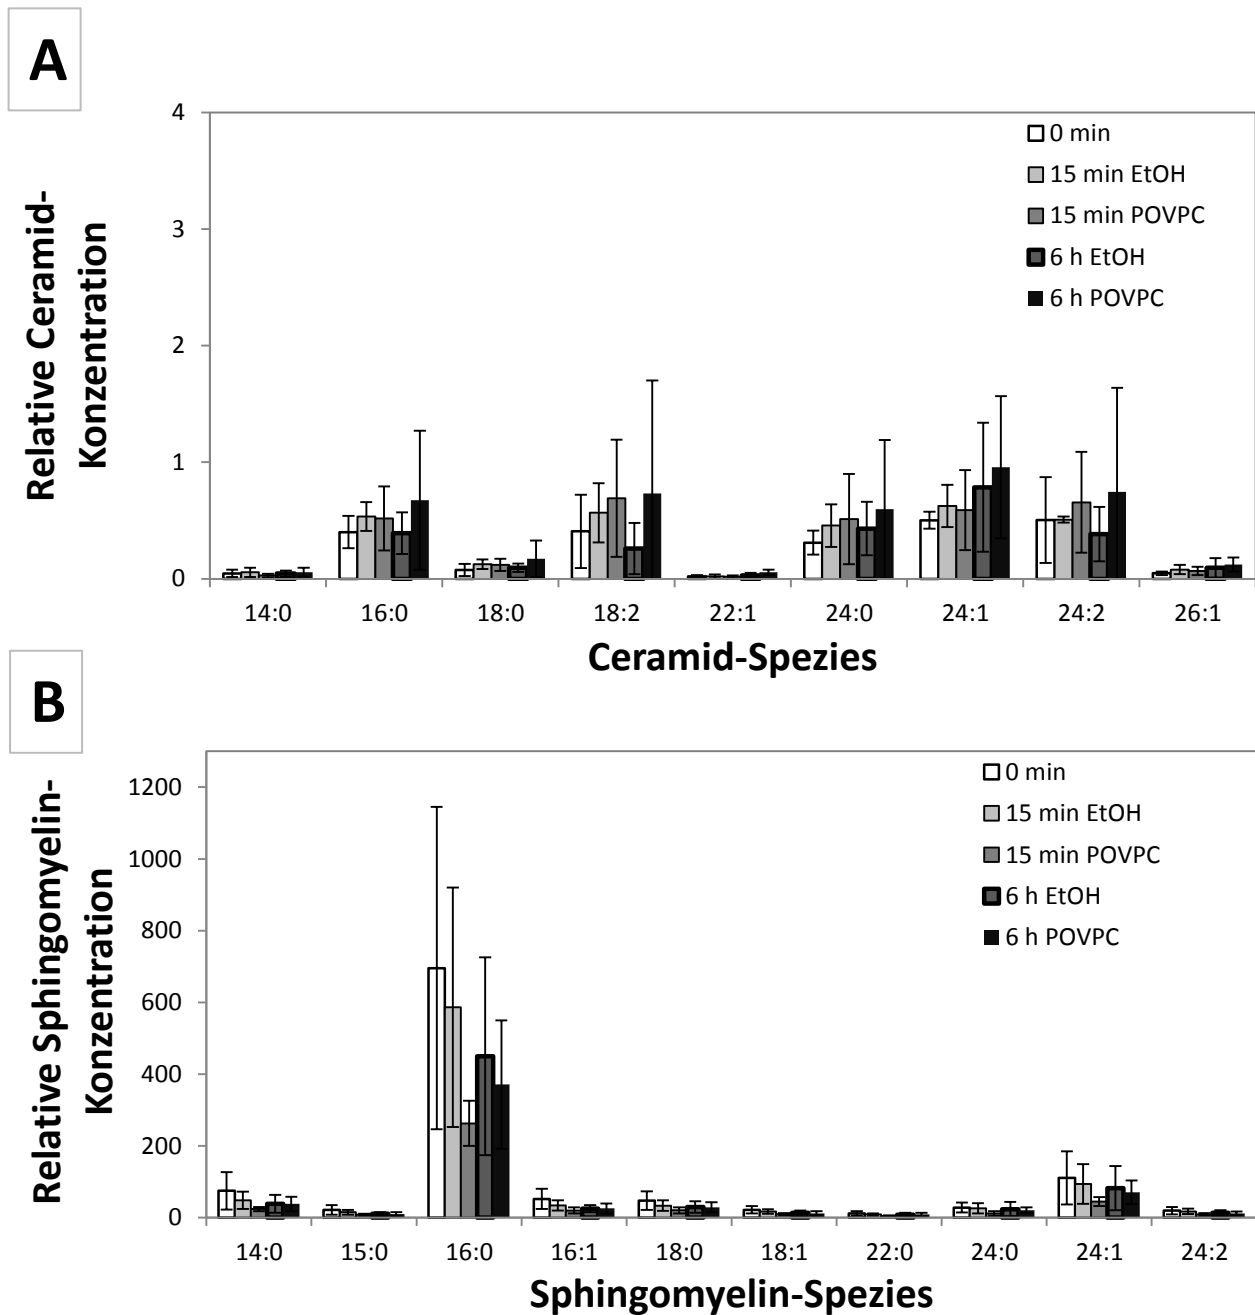 A
Relative Ceramid-
Konzentration
4
3
2
1
0
0 min
15 min EtOH
15 min POVPC
6 h EtOH
6 h POVPC
14:0 16:0 18:0 18:2 22:1 24:0 24:1 24:2 26:1
Ceramid-Spezies
B
Relative Sphingomyelin-
Konzentration
1200
1000
800
600
400
200
0
0 min
15 min EtOH
15 min POVPC
6 h EtOH
6 h POVPC
14:0 15:0 16:0 16:1 18:0 18:1 22:0 24:0 24:1 24:2
Sphingomyelin-Spezies